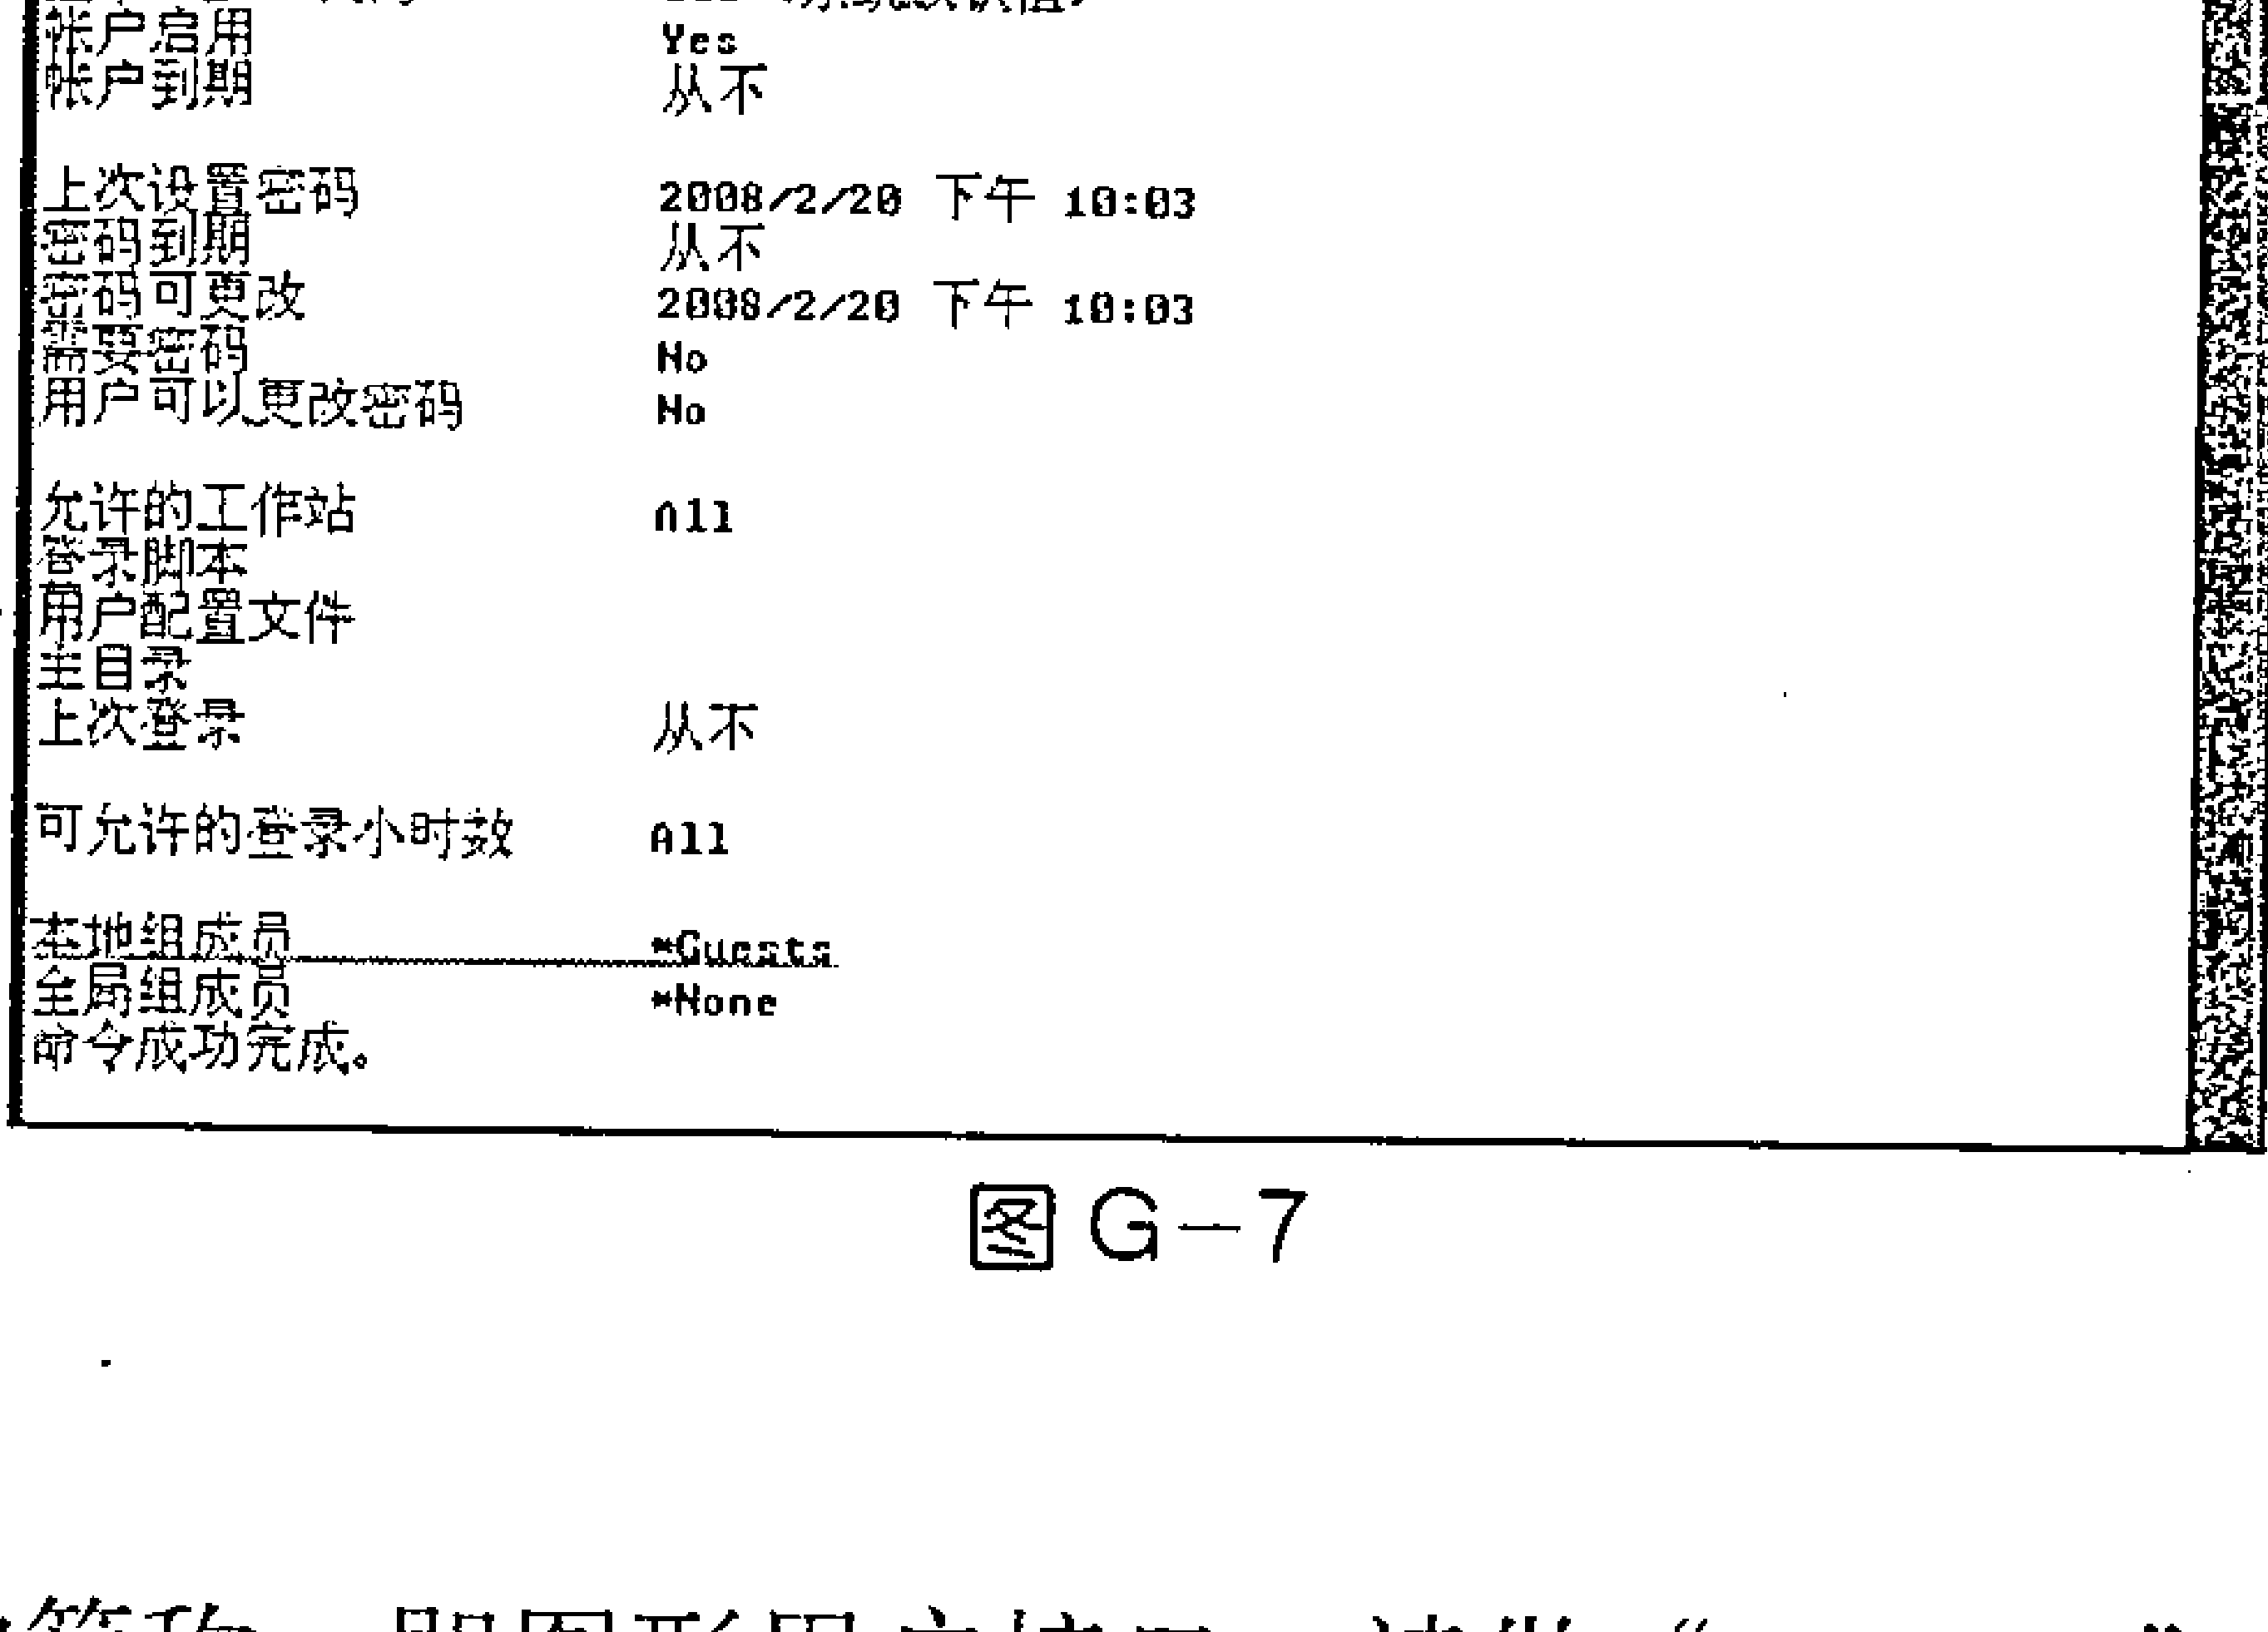 帐户启用 Yes
帐户到期 从不
上次设置密码 2008/2/20 下午 10:03
密码到期 从不
密码可更改 2008/2/20 下午 10:03
需要密码 No
用户可以更改密码 No
允许的工作站 All
登录脚本
用户配置文件
主目录
上次登录 从不
可允许的登录小时数 All
本地组成员 *Guests
全局组成员 *None
命令成功完成。
图 G-7